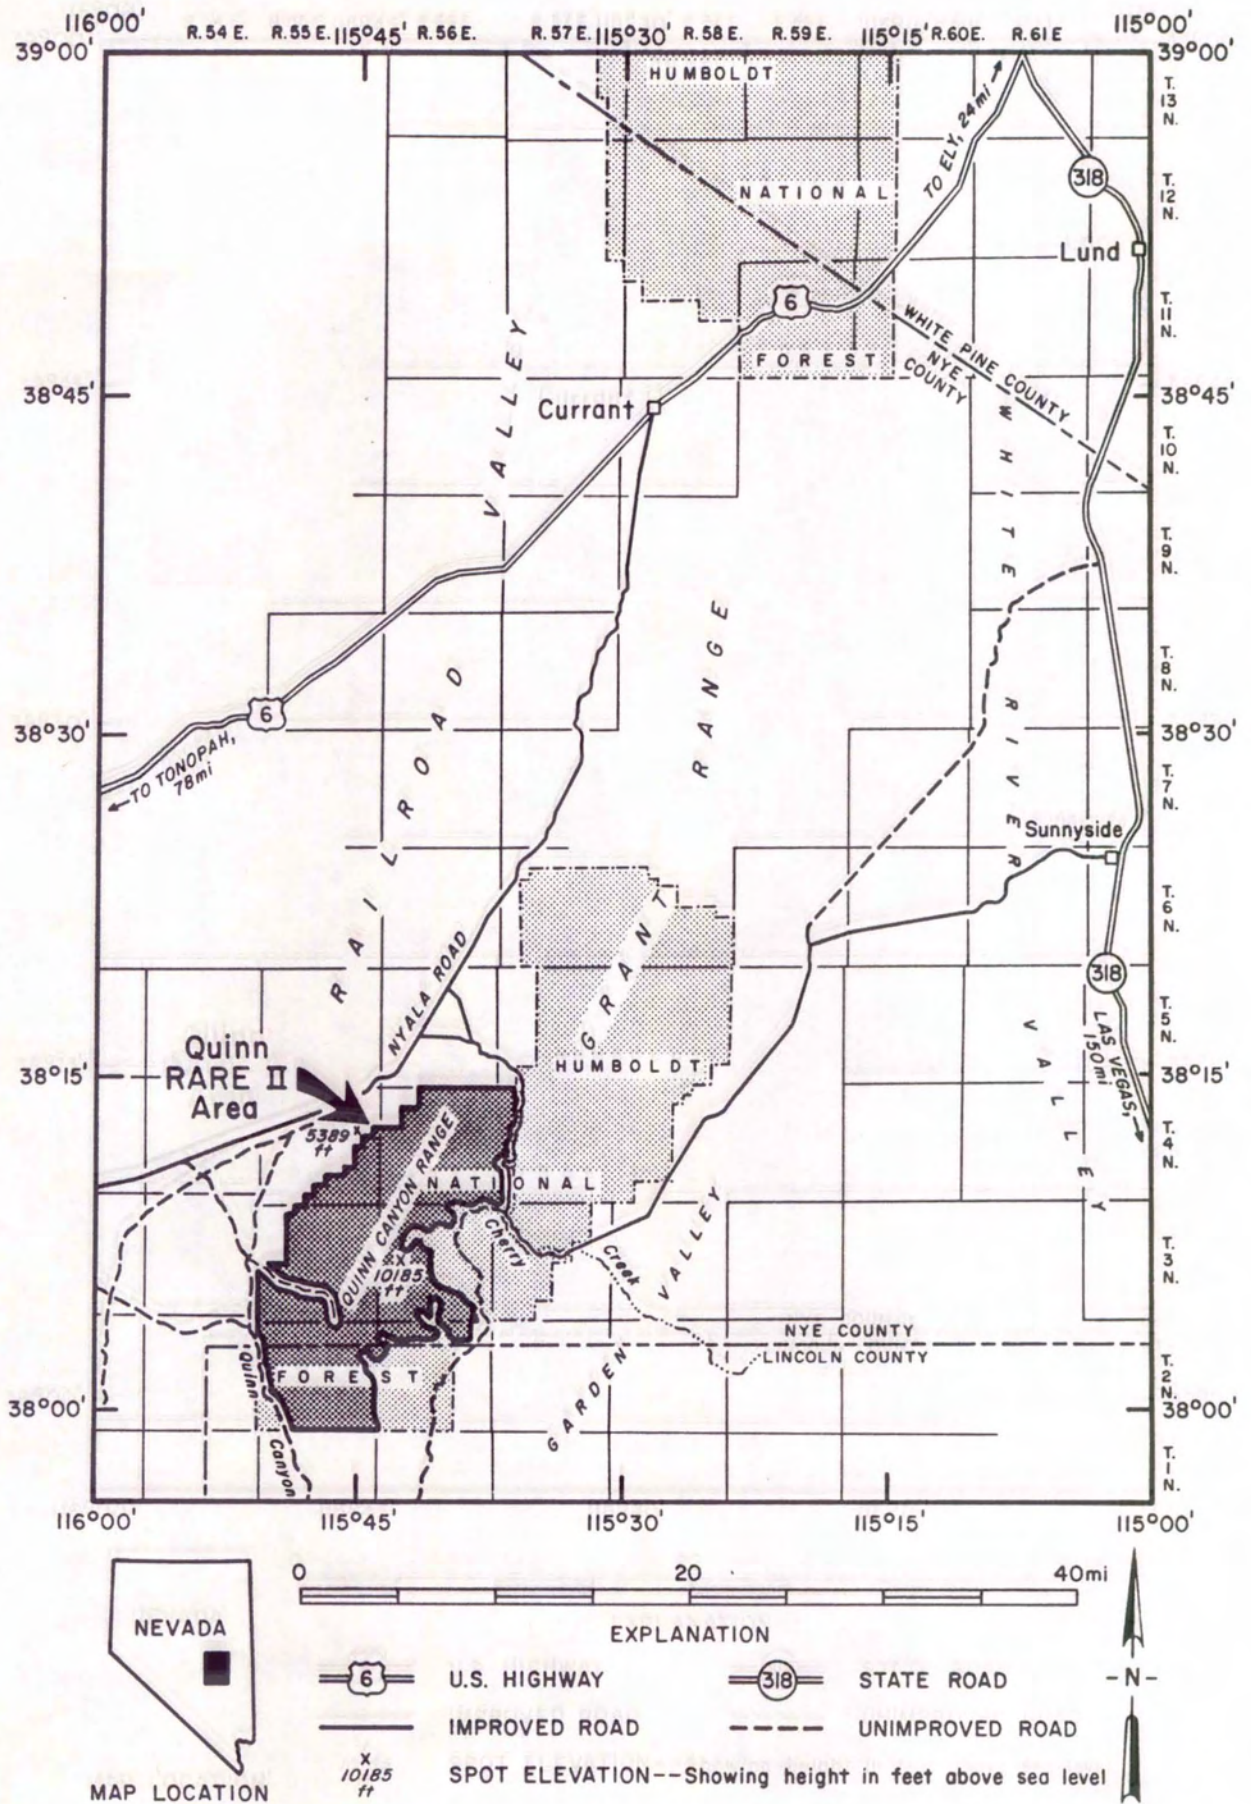 116°00'
R. 54 E.
R. 55 E.
115°45'
R. 56 E.
R. 57 E.
115°30'
R. 58 E.
R. 59 E.
115°15'
R. 60 E.
R. 61 E
115°00'
39°00'
39°00'
HUMBOLDT
T. 13 N.
TO ELY, 24mi
318
T. 12 N.
NATIONAL
Lund
6
T. 11 N.
WHITE PINE COUNTY
NYE COUNTY
FOREST
38°45'
38°45'
Currant
T. 10 N.
RAILROAD VALLEY
WHITE RIVER VALLEY
T. 9 N.
GRANT RANGE
T. 8 N.
6
38°30'
38°30'
TO TONOPAH, 78mi
T. 7 N.
Sunnyside
T. 6 N.
NYALA ROAD
318
T. 5 N.
LAS VEGAS, 150mi
Quinn
RARE II
Area
HUMBOLDT
38°15'
38°15'
5389
ft
T. 4 N.
QUINN CANYON RANGE
NATIONAL
Cherry Creek
10185
ft
T. 3 N.
GARDEN VALLEY
NYE COUNTY
LINCOLN COUNTY
FOREST
T. 2 N.
Quinn Canyon
38°00'
38°00'
T. 1 N.
116°00'
115°45'
115°30'
115°15'
115°00'
0
20
40mi
NEVADA
MAP LOCATION
EXPLANATION
6
U.S. HIGHWAY
318
STATE ROAD
IMPROVED ROAD
UNIMPROVED ROAD
x
10185
ft
SPOT ELEVATION--Showing height in feet above sea level
-N-